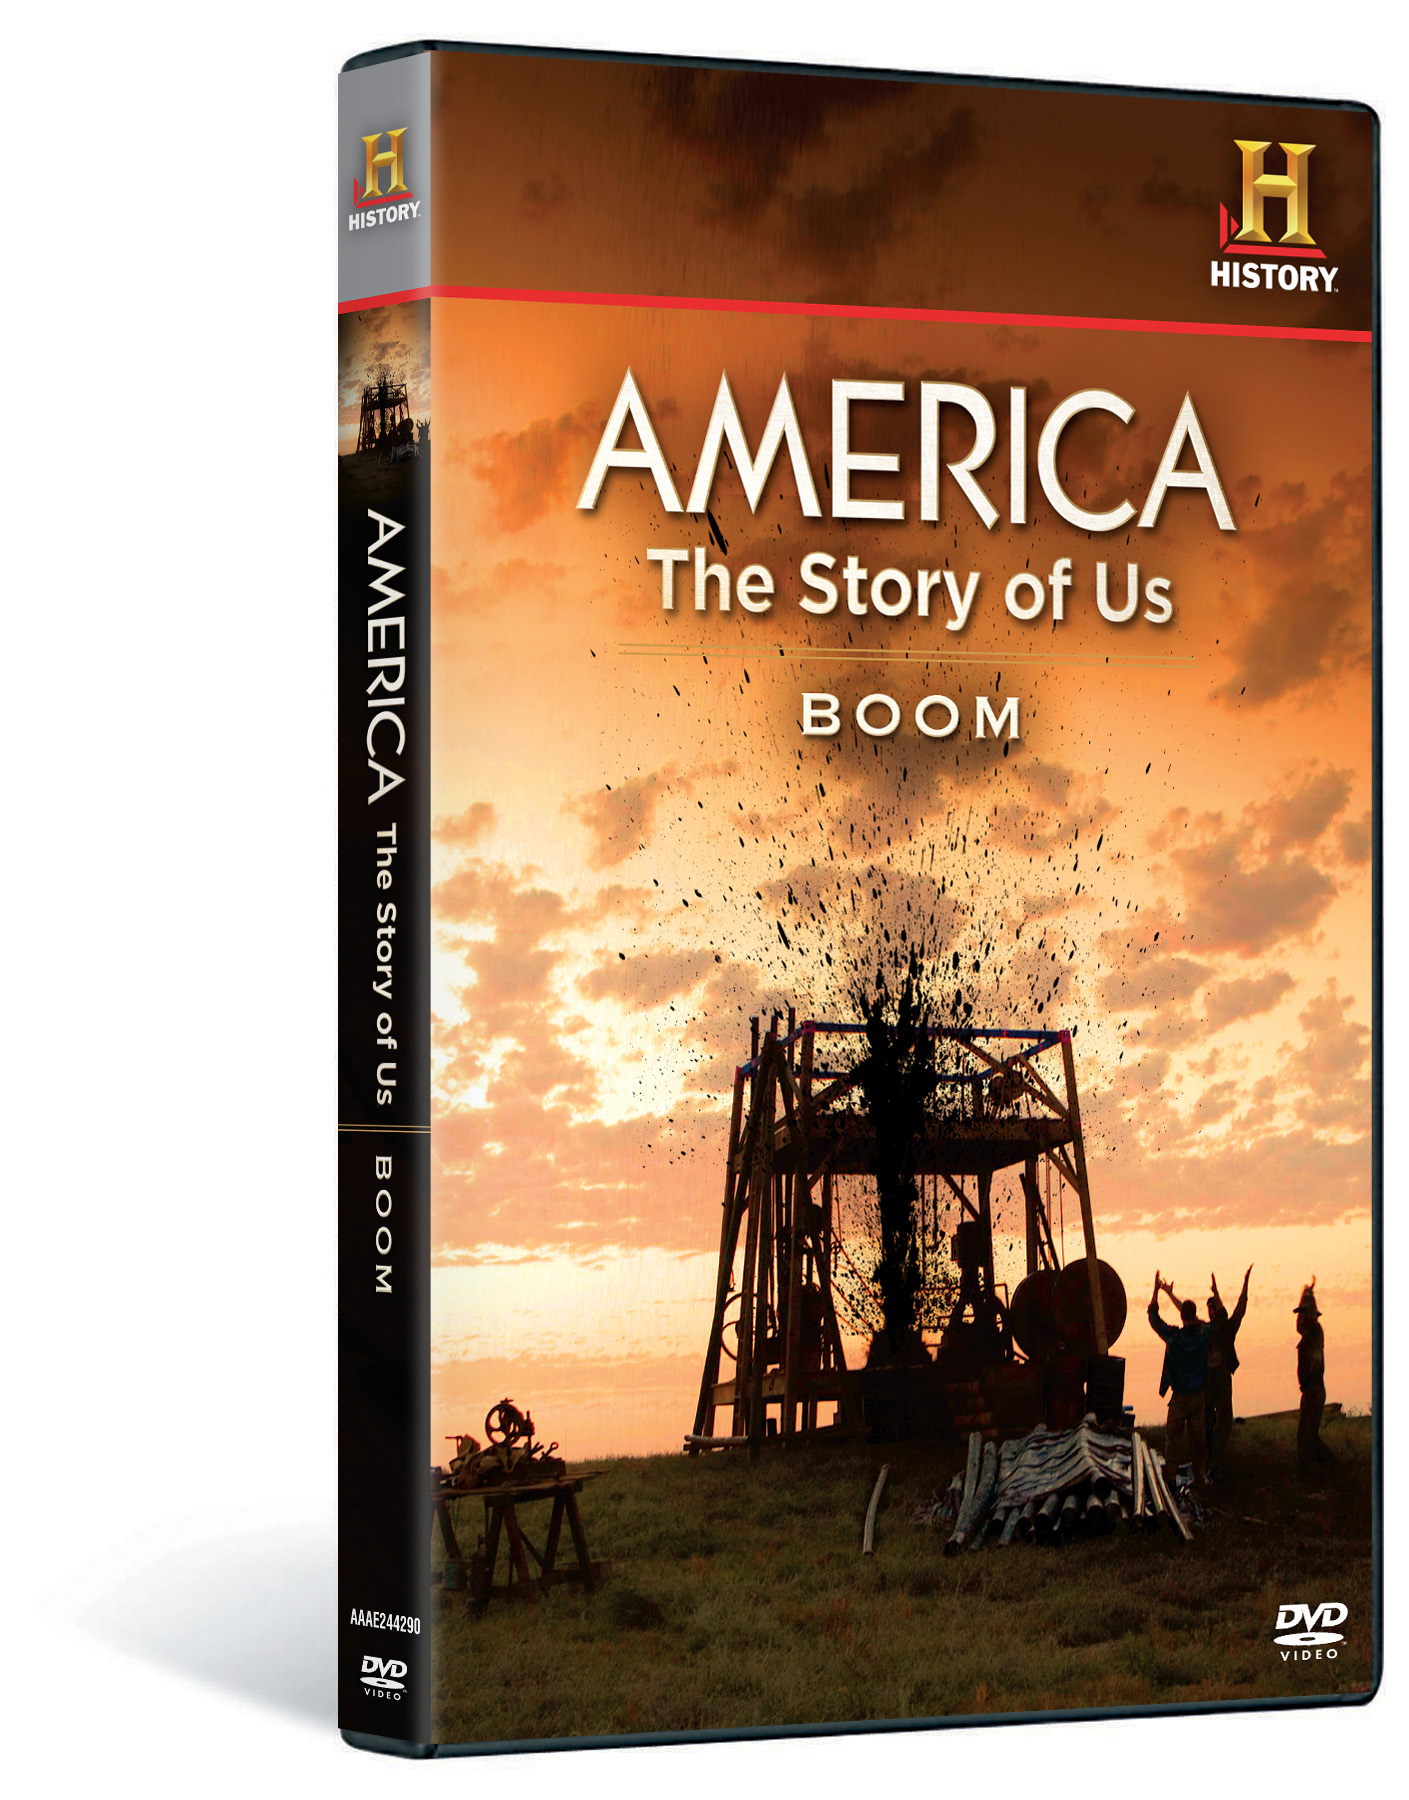 H
HISTORY
AMERICA The Story of Us BOOM
AAAE244290
DVD
VIDEO
H
HISTORY
AMERICA
The Story of Us
BOOM
DVD
VIDEO